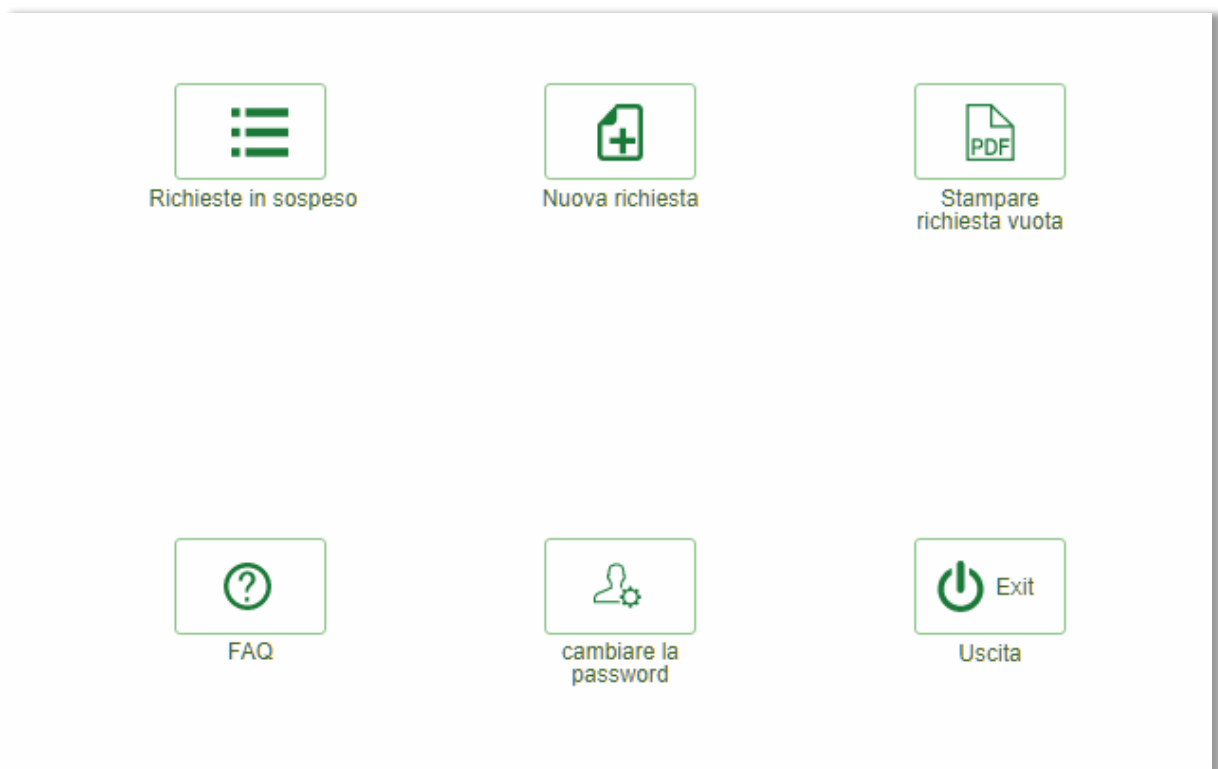 Richieste in sospeso
Nuova richiesta
PDF
Stampare
richiesta vuota
FAQ
cambiare la
password
Exit
Uscita